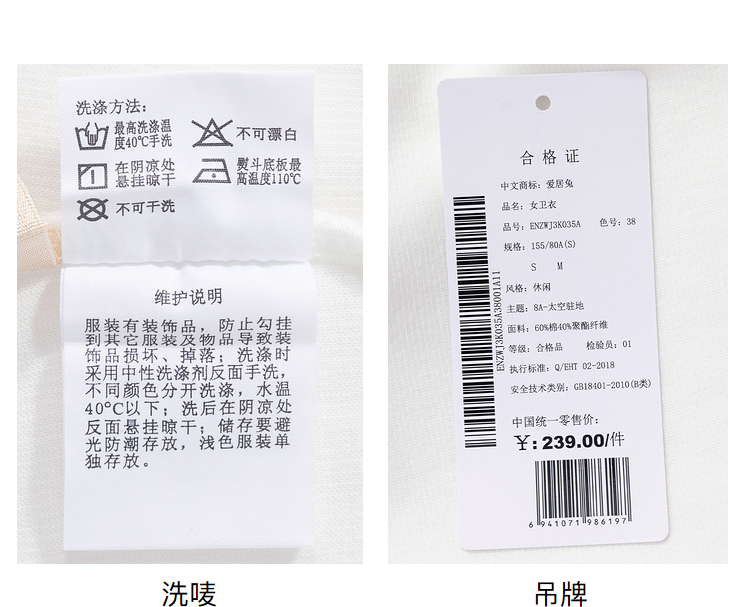 洗涤方法：
最高洗涤温
度40℃手洗
不可漂白
在阴凉处
悬挂晾干
熨斗底板最
高温度110℃
不可干洗
维护说明
服装有装饰品，防止勾挂
到其它服装及物品导致装
饰品损坏、掉落；洗涤时
采用中性洗涤剂反面手洗，
不同颜色分开洗涤，水温
40℃以下；洗后在阴凉处
反面悬挂晾干；储存要避
光防潮存放，浅色服装单
独存放。
洗唛
合格证
中文商标：爱居兔
品名：女卫衣
品号：ENZWJ3K035A 色号：38
规格：155/80A(S)
S M
风格：休闲
主题：8A-太空驻地
面料：60%棉40%聚酯纤维
等级：合格品 检验员：01
执行标准：Q/EHT 02-2018
安全技术类别：GB18401-2010(B类)
ENZWJ3K035A38001A11
中国统一零售价：
¥:239.00/件
6 941071 986197
吊牌